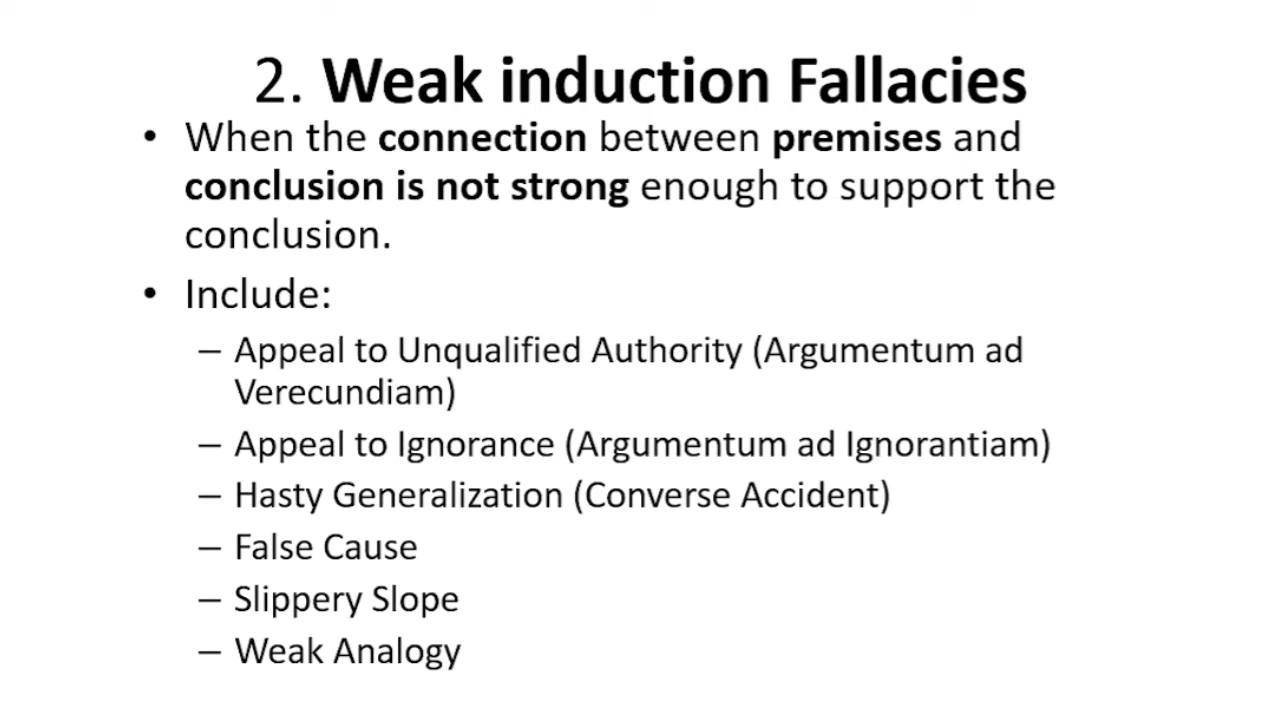 2. Weak induction Fallacies
• When the connection between premises and
conclusion is not strong enough to support the
conclusion.
• Include:
– Appeal to Unqualified Authority (Argumentum ad
Verecundiam)
– Appeal to Ignorance (Argumentum ad Ignorantiam)
– Hasty Generalization (Converse Accident)
– False Cause
– Slippery Slope
– Weak Analogy